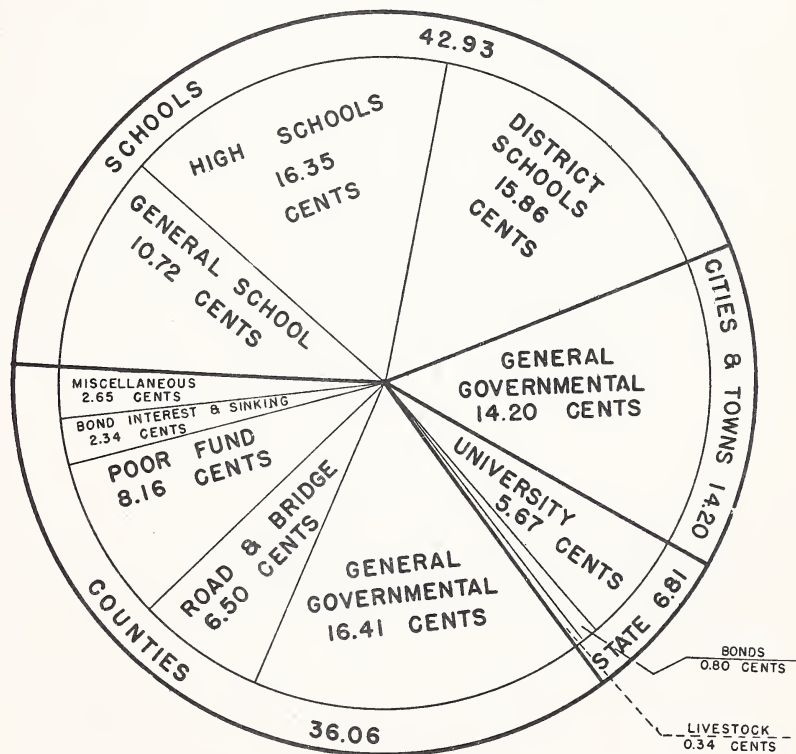 42.93
SCHOOLS
HIGH SCHOOLS
16.35
CENTS
DISTRICT
SCHOOLS
15.86
CENTS
GENERAL SCHOOL
10.72 CENTS
CITIES & TOWNS 14.20
GENERAL
GOVERNMENTAL
14.20 CENTS
MISCELLANEOUS
2.65 CENTS
BOND INTEREST & SINKING
2.34 CENTS
POOR FUND
8.16 CENTS
UNIVERSITY
5.67 CENTS
ROAD & BRIDGE
6.50 CENTS
GENERAL
GOVERNMENTAL
16.41 CENTS
STATE 6.81
COUNTIES
36.06
BONDS
0.80 CENTS
LIVESTOCK
0.34 CENTS